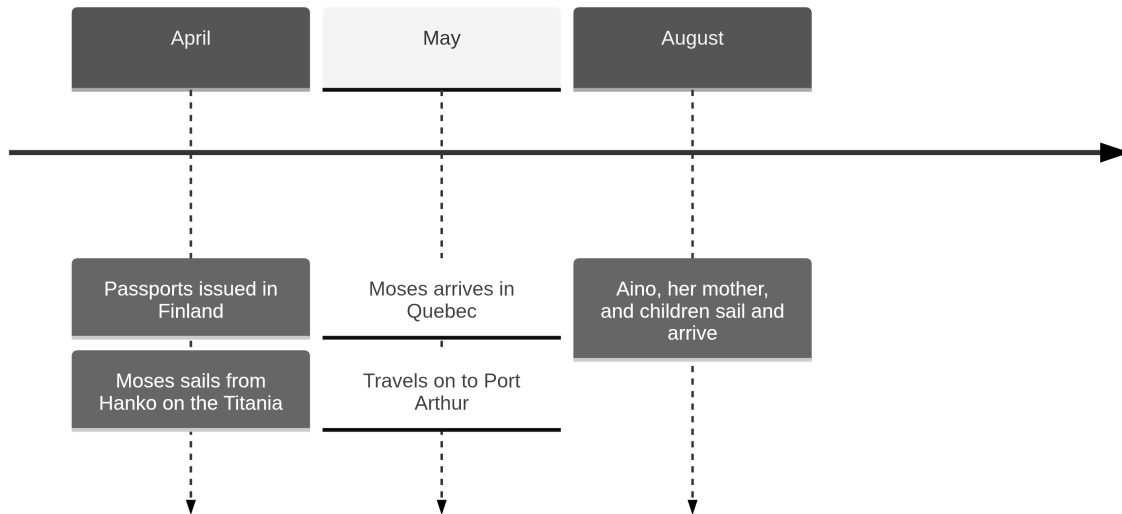 April
May
August
Passports issued in
Finland
Moses sails from
Hanko on the Titania
Moses arrives in
Quebec
Travels on to Port
Arthur
Aino, her mother,
and children sail and
arrive